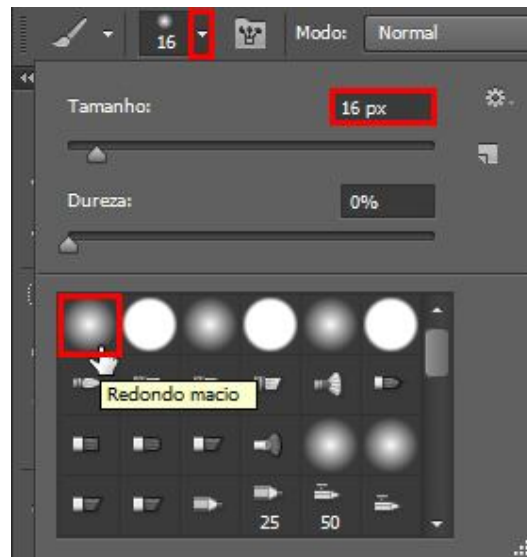 16
Modo: Normal
Tamanho: 16 px
Dureza: 0%
Redondo macio
25 50